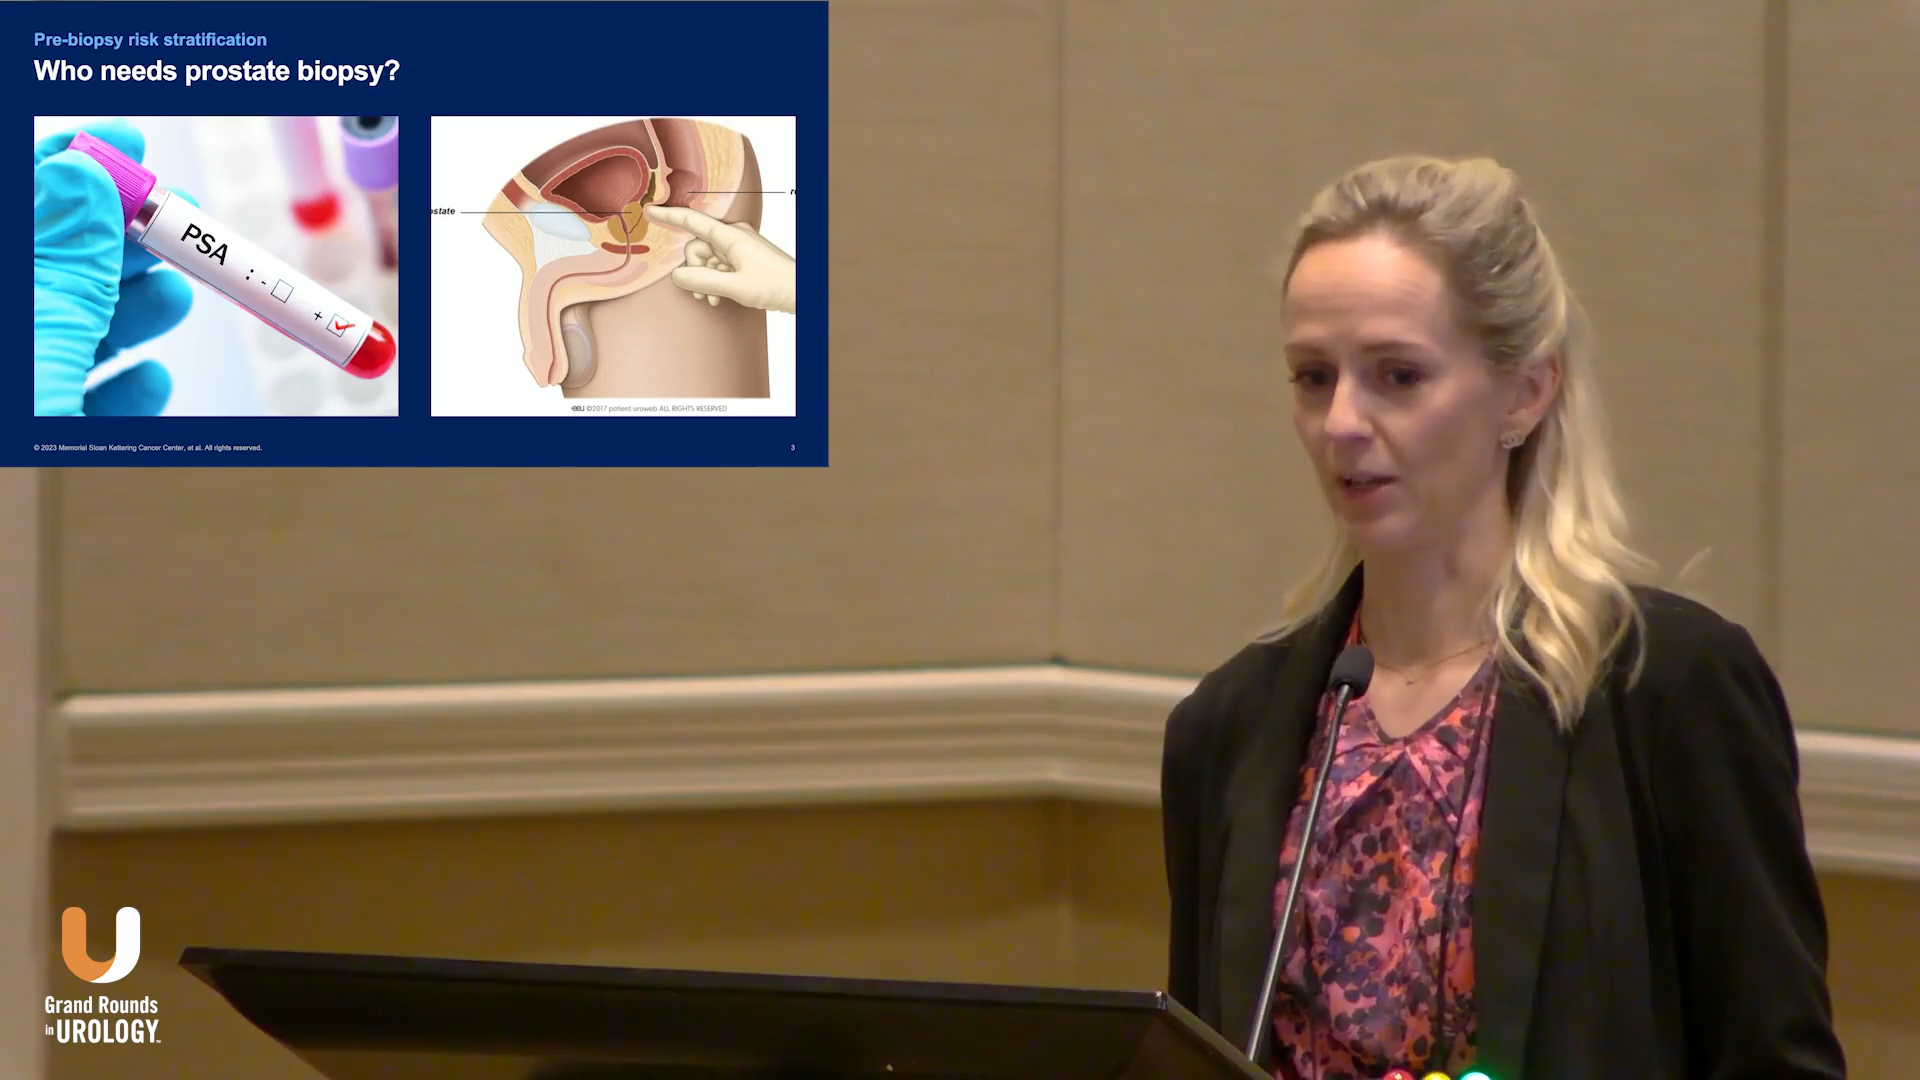 Pre-biopsy risk stratification
Who needs prostate biopsy?
PSA : -
+
state
r
EAU ©2017 patient.uroweb ALL RIGHTS RESERVED
© 2023 Memorial Sloan Kettering Cancer Center, et al. All rights reserved.
3
U
Grand Rounds
in UROLOGY